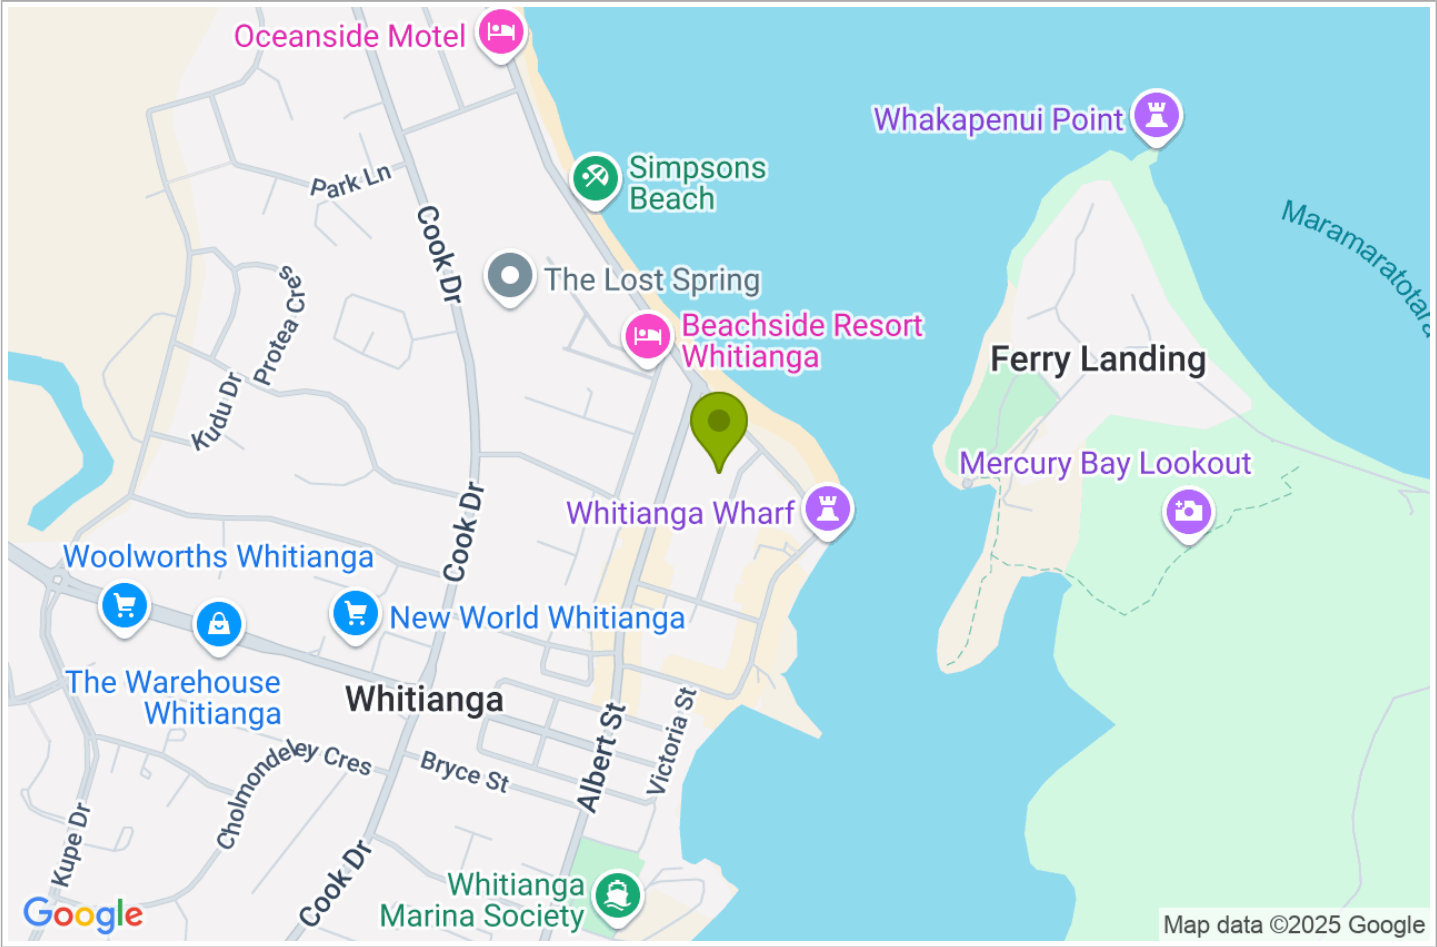 Oceanside Motel
Whakapenui Point
Simpsons
Beach
Park Ln
Cook Dr
Maramaratotara
The Lost Spring
Protea Cres
Beachside Resort
Whitianga
Ferry Landing
Kudu Dr
Mercury Bay Lookout
Whitianga Wharf
Cook Dr
Woolworths Whitianga
New World Whitianga
The Warehouse
Whitianga
Whitianga
Albert St
Victoria St
Cholmondeley Cres
Bryce St
Kupe Dr
Cook Dr
Whitianga
Marina Society
Google
Map data ©2025 Google